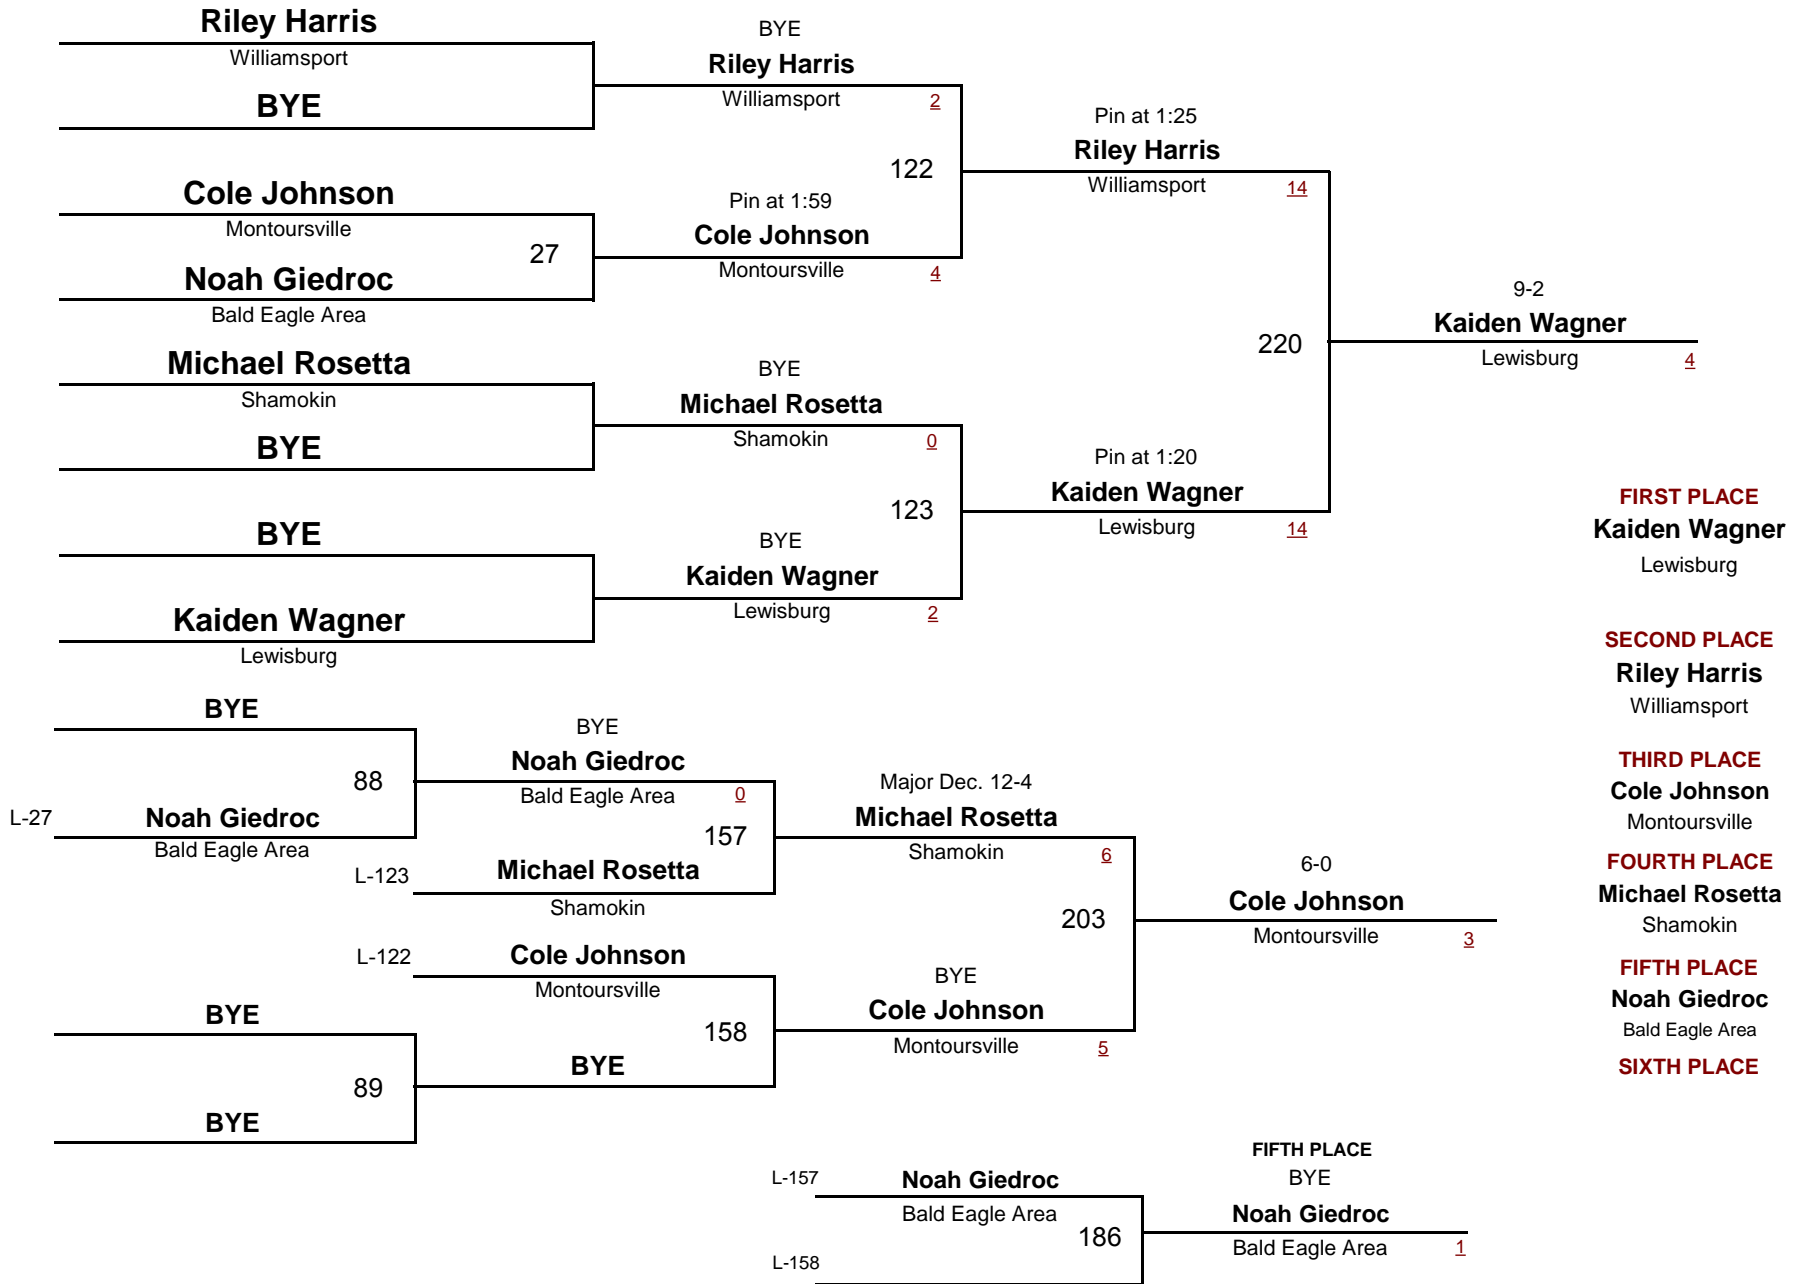 Riley Harris
Williamsport
BYE
BYE
Riley Harris
Williamsport 2
122
Cole Johnson
Montoursville
27
Noah Giedroc
Bald Eagle Area
Pin at 1:59
Cole Johnson
Montoursville 4
Pin at 1:25
Riley Harris
Williamsport 14
Michael Rosetta
Shamokin
BYE
BYE
Michael Rosetta
Shamokin 0
123
BYE
Kaiden Wagner
Lewisburg
BYE
Kaiden Wagner
Lewisburg 2
Pin at 1:20
Kaiden Wagner
Lewisburg 14
220
9-2
Kaiden Wagner
Lewisburg 4
FIRST PLACE
Kaiden Wagner
Lewisburg
SECOND PLACE
Riley Harris
Williamsport
THIRD PLACE
Cole Johnson
Montoursville
FOURTH PLACE
Michael Rosetta
Shamokin
FIFTH PLACE
Noah Giedroc
Bald Eagle Area
SIXTH PLACE
BYE
88
L-27 Noah Giedroc
Bald Eagle Area
BYE
Noah Giedroc
Bald Eagle Area 0
157
L-123 Michael Rosetta
Shamokin
Major Dec. 12-4
Michael Rosetta
Shamokin 6
203
L-122 Cole Johnson
Montoursville
158
BYE
BYE
89
BYE
BYE
Cole Johnson
Montoursville 5
6-0
Cole Johnson
Montoursville 3
L-157 Noah Giedroc
Bald Eagle Area
186
L-158
FIFTH PLACE
BYE
Noah Giedroc
Bald Eagle Area 1